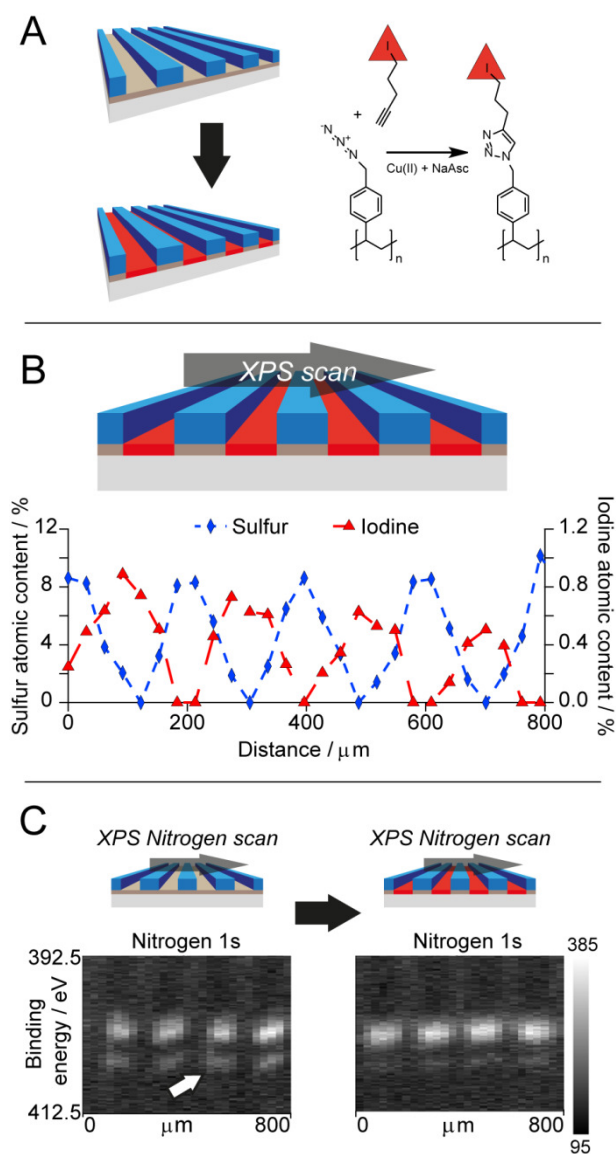 A
I
I
+
-N
N+
N
N
N
N
Cu(II) + NaAsc
n
n
B
XPS scan
Sulfur atomic content / %
Iodine atomic content / %
12
8
4
0
Sulfur
Iodine
1.2
0.8
0.4
0.0
0
200
400
600
800
Distance / μm
C
XPS Nitrogen scan
XPS Nitrogen scan
Nitrogen 1s
Nitrogen 1s
392.5
Binding
energy / eV
412.5
0
μm
800
0
μm
800
385
95